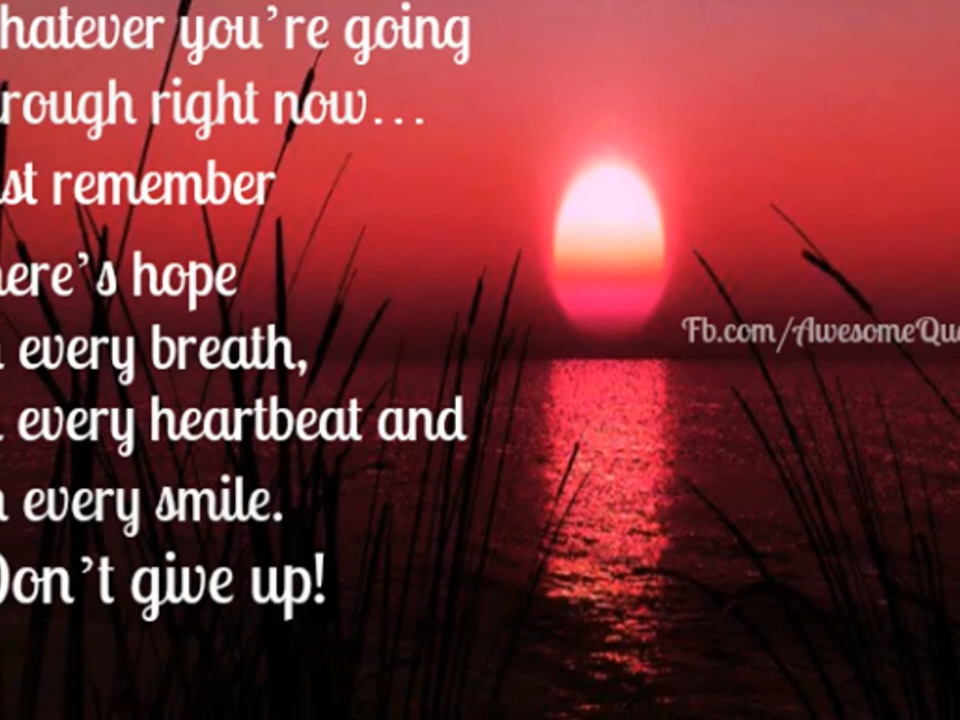 hatever you're going
rough right now...
st remember
here's hope
every breath,
every heartbeat and
n every smile.
Don't give up!
Fb.com/AwesomeQuo